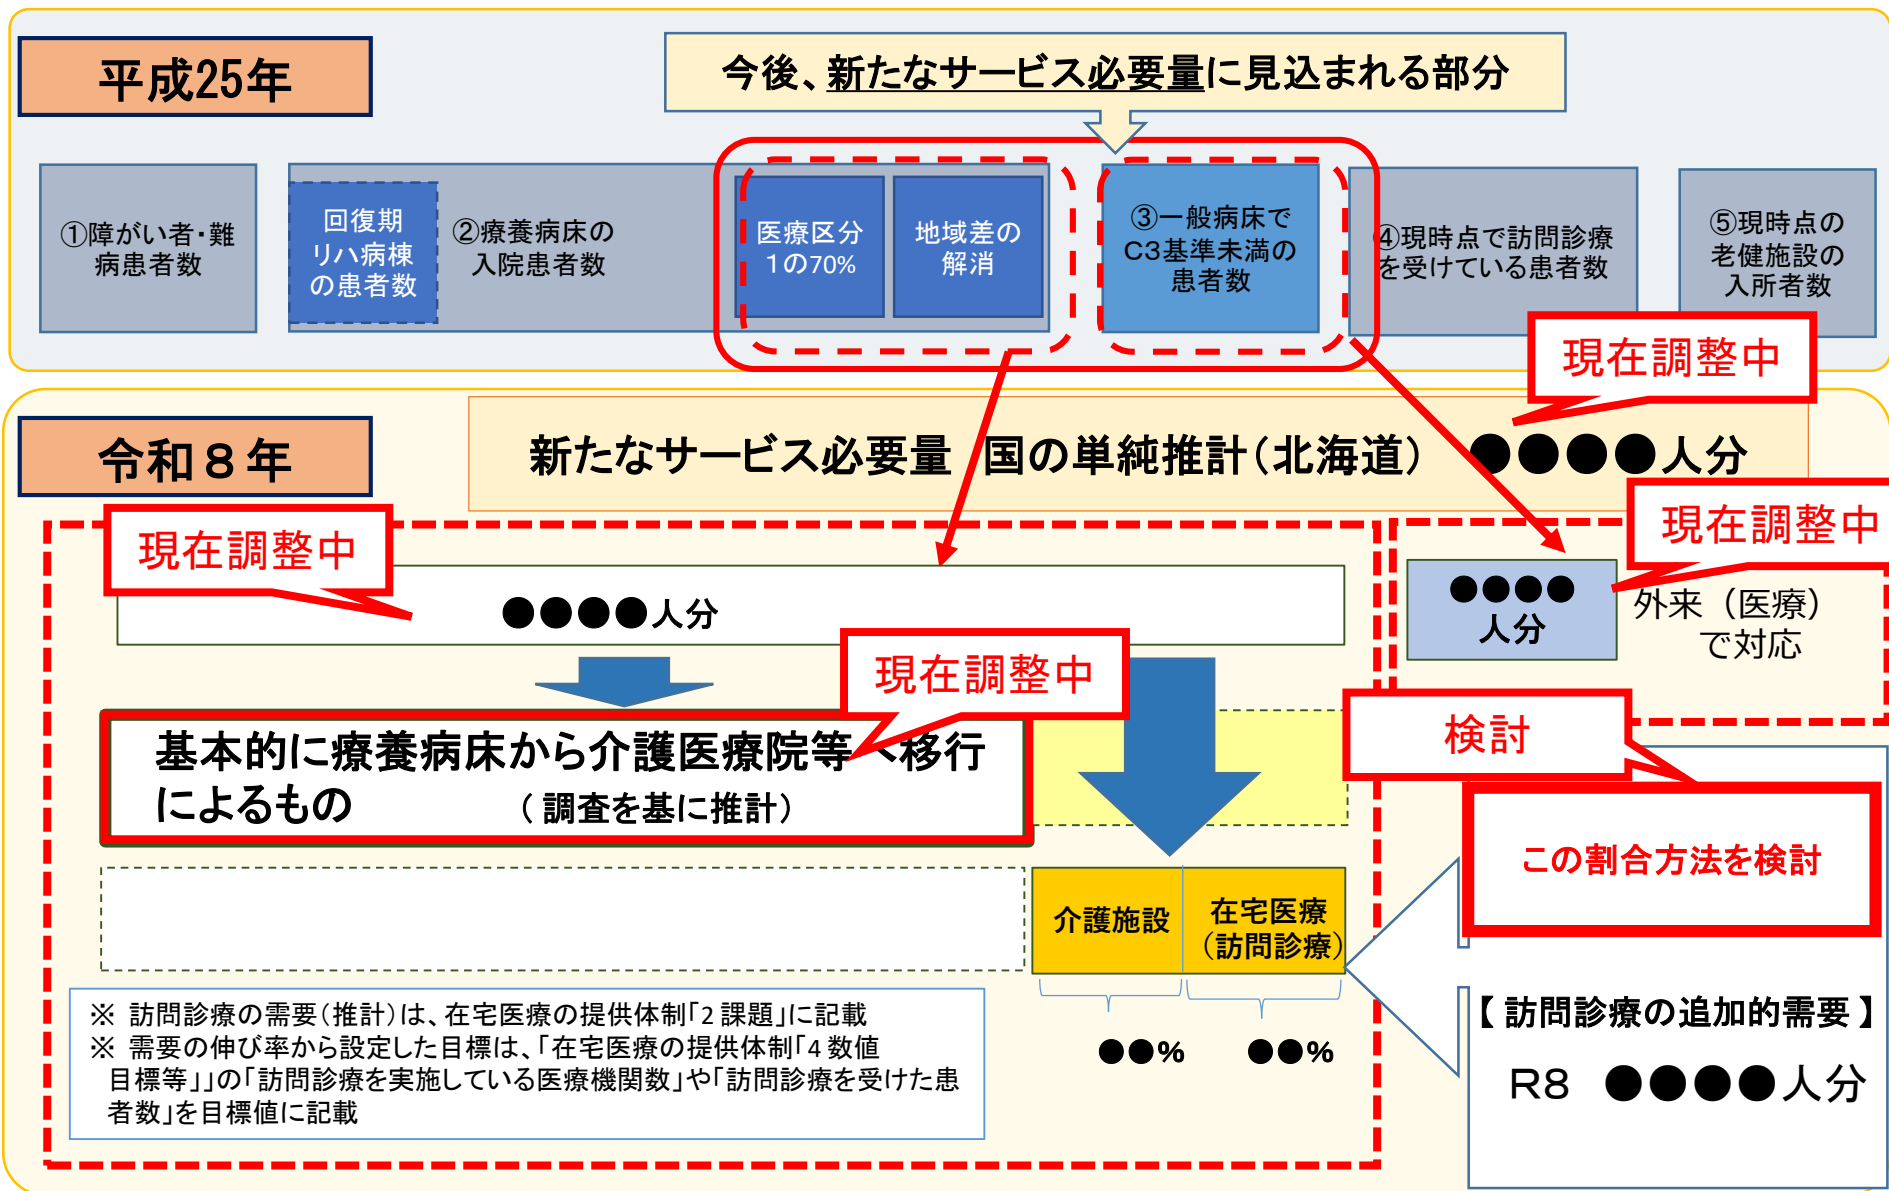 平成25年
今後、新たなサービス必要量に見込まれる部分
①障がい者・難
病患者数
回復期
リハ病棟
の患者数
②療養病床の
入院患者数
医療区分
１の70%
地域差の
解消
③一般病床で
C3基準未満の
患者数
④現時点で訪問診療
を受けている患者数
⑤現時点の
老健施設の
入所者数
現在調整中
令和８年
新たなサービス必要量　国の単純推計（北海道）　●●●●人分
現在調整中
現在調整中
●●●●人分
●●●●
人分
外来（医療）
で対応
現在調整中
基本的に療養病床から介護医療院等へ移行
によるもの　（調査を基に推計）
検討
この割合方法を検討
介護施設
在宅医療
（訪問診療）
●●%　●●%
※ 訪問診療の需要（推計）は、在宅医療の提供体制「2 課題」に記載
※ 需要の伸び率から設定した目標は、「在宅医療の提供体制「4 数値
目標等」」の「訪問診療を実施している医療機関数」や「訪問診療を受けた患
者数」を目標値に記載
【 訪問診療の追加的需要 】
R8　●●●●人分